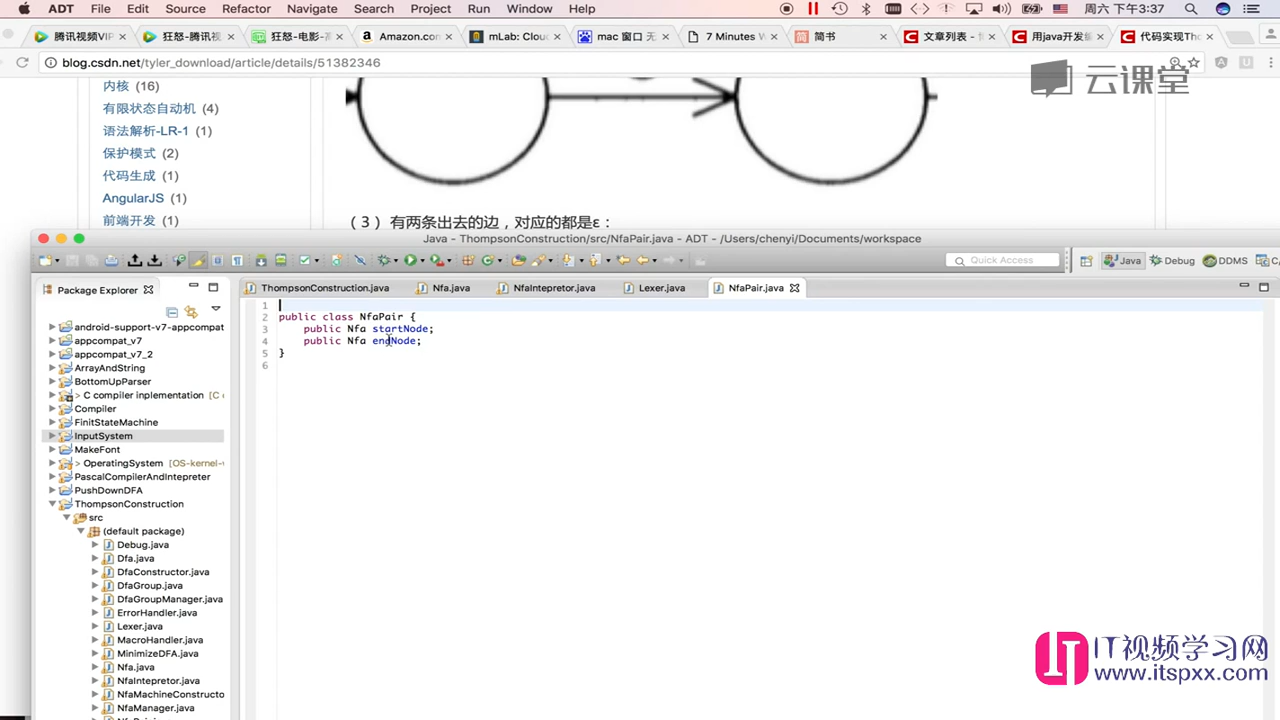 ADT File Edit Source Refactor Navigate Search Project Run Window Help 周六 下午3:37
腾讯视频VIP 狂怒-腾讯视 狂怒-电影-高 Amazon.com mLab: Cloud mac 窗口 无 7 Minutes W 简书 文章列表 - 用java开发编 代码实现Tho
blog.csdn.net/tyler_download/article/details/51382346
云课堂
内核 (16)
有限状态自动机 (4)
语法解析-LR-1 (1)
保护模式 (2)
代码生成 (1)
AngularJS (1)
前端开发 (1)
（3） 有两条出去的边，对应的都是ε：
Java - ThompsonConstruction/src/NfaPair.java - ADT - /Users/chenyi/Documents/workspace
Quick Access Java Debug DDMS
Package Explorer
ThompsonConstruction.java Nfa.java NfaIntepretor.java Lexer.java NfaPair.java
android-support-v7-appcompat
appcompat_v7
appcompat_v7_2
ArrayAndString
BottomUpParser
> C compiler inplementation [C
Compiler
FinitStateMachine
InputSystem
MakeFont
> OperatingSystem [OS-kernel-
PascalCompilerAndIntepreter
PushDownDFA
ThompsonConstruction
src
(default package)
Debug.java
Dfa.java
DfaConstructor.java
DfaGroup.java
DfaGroupManager.java
ErrorHandler.java
Lexer.java
MacroHandler.java
MinimizeDFA.java
Nfa.java
NfaIntepretor.java
NfaMachineConstructo
NfaManager.java
1
2 public class NfaPair {
3 public Nfa startNode;
4 public Nfa endNode;
5 }
6
IT视频学习网
www.itspxx.com